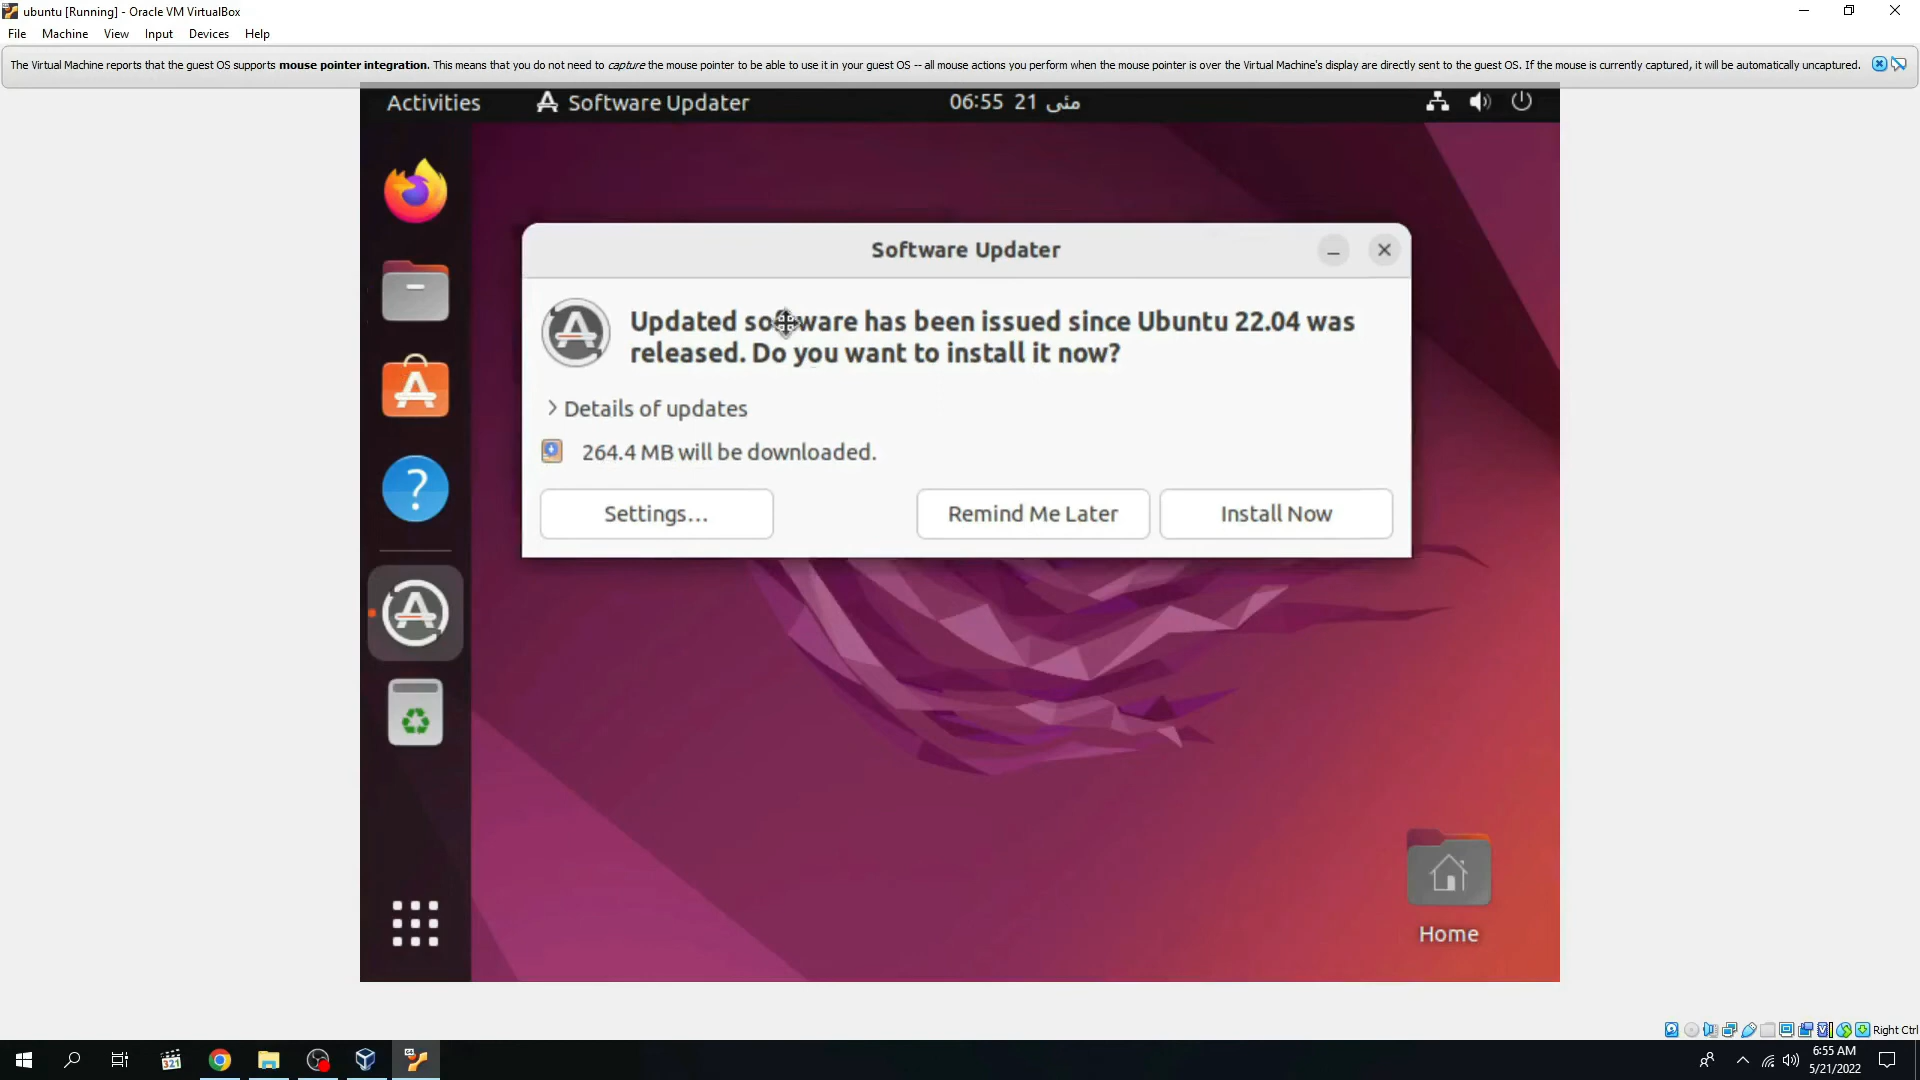 ubuntu [Running] - Oracle VM VirtualBox
File Machine View Input Devices Help
The Virtual Machine reports that the guest OS supports mouse pointer integration. This means that you do not need to capture the mouse pointer to be able to use it in your guest OS -- all mouse actions you perform when the mouse pointer is over the Virtual Machine's display are directly sent to the guest OS. If the mouse is currently captured, it will be automatically uncaptured.
Activities Software Updater 06:55 21 مئی
Software Updater
Updated software has been issued since Ubuntu 22.04 was
released. Do you want to install it now?
Details of updates
264.4 MB will be downloaded.
Settings… Remind Me Later Install Now
Home
Right Ctrl
321
6:55 AM
5/21/2022